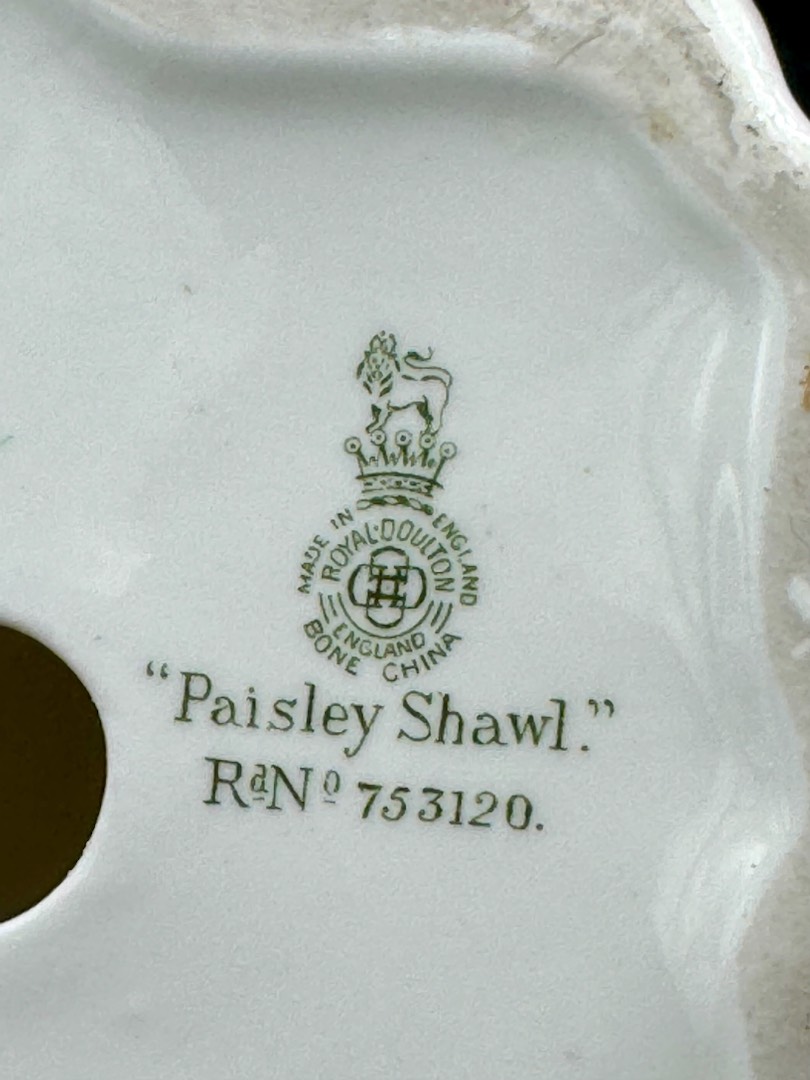 MADE IN ENGLAND
ROYAL·DOULTON
ENGLAND
BONE CHINA
“Paisley Shawl.”
RdNo 753120.